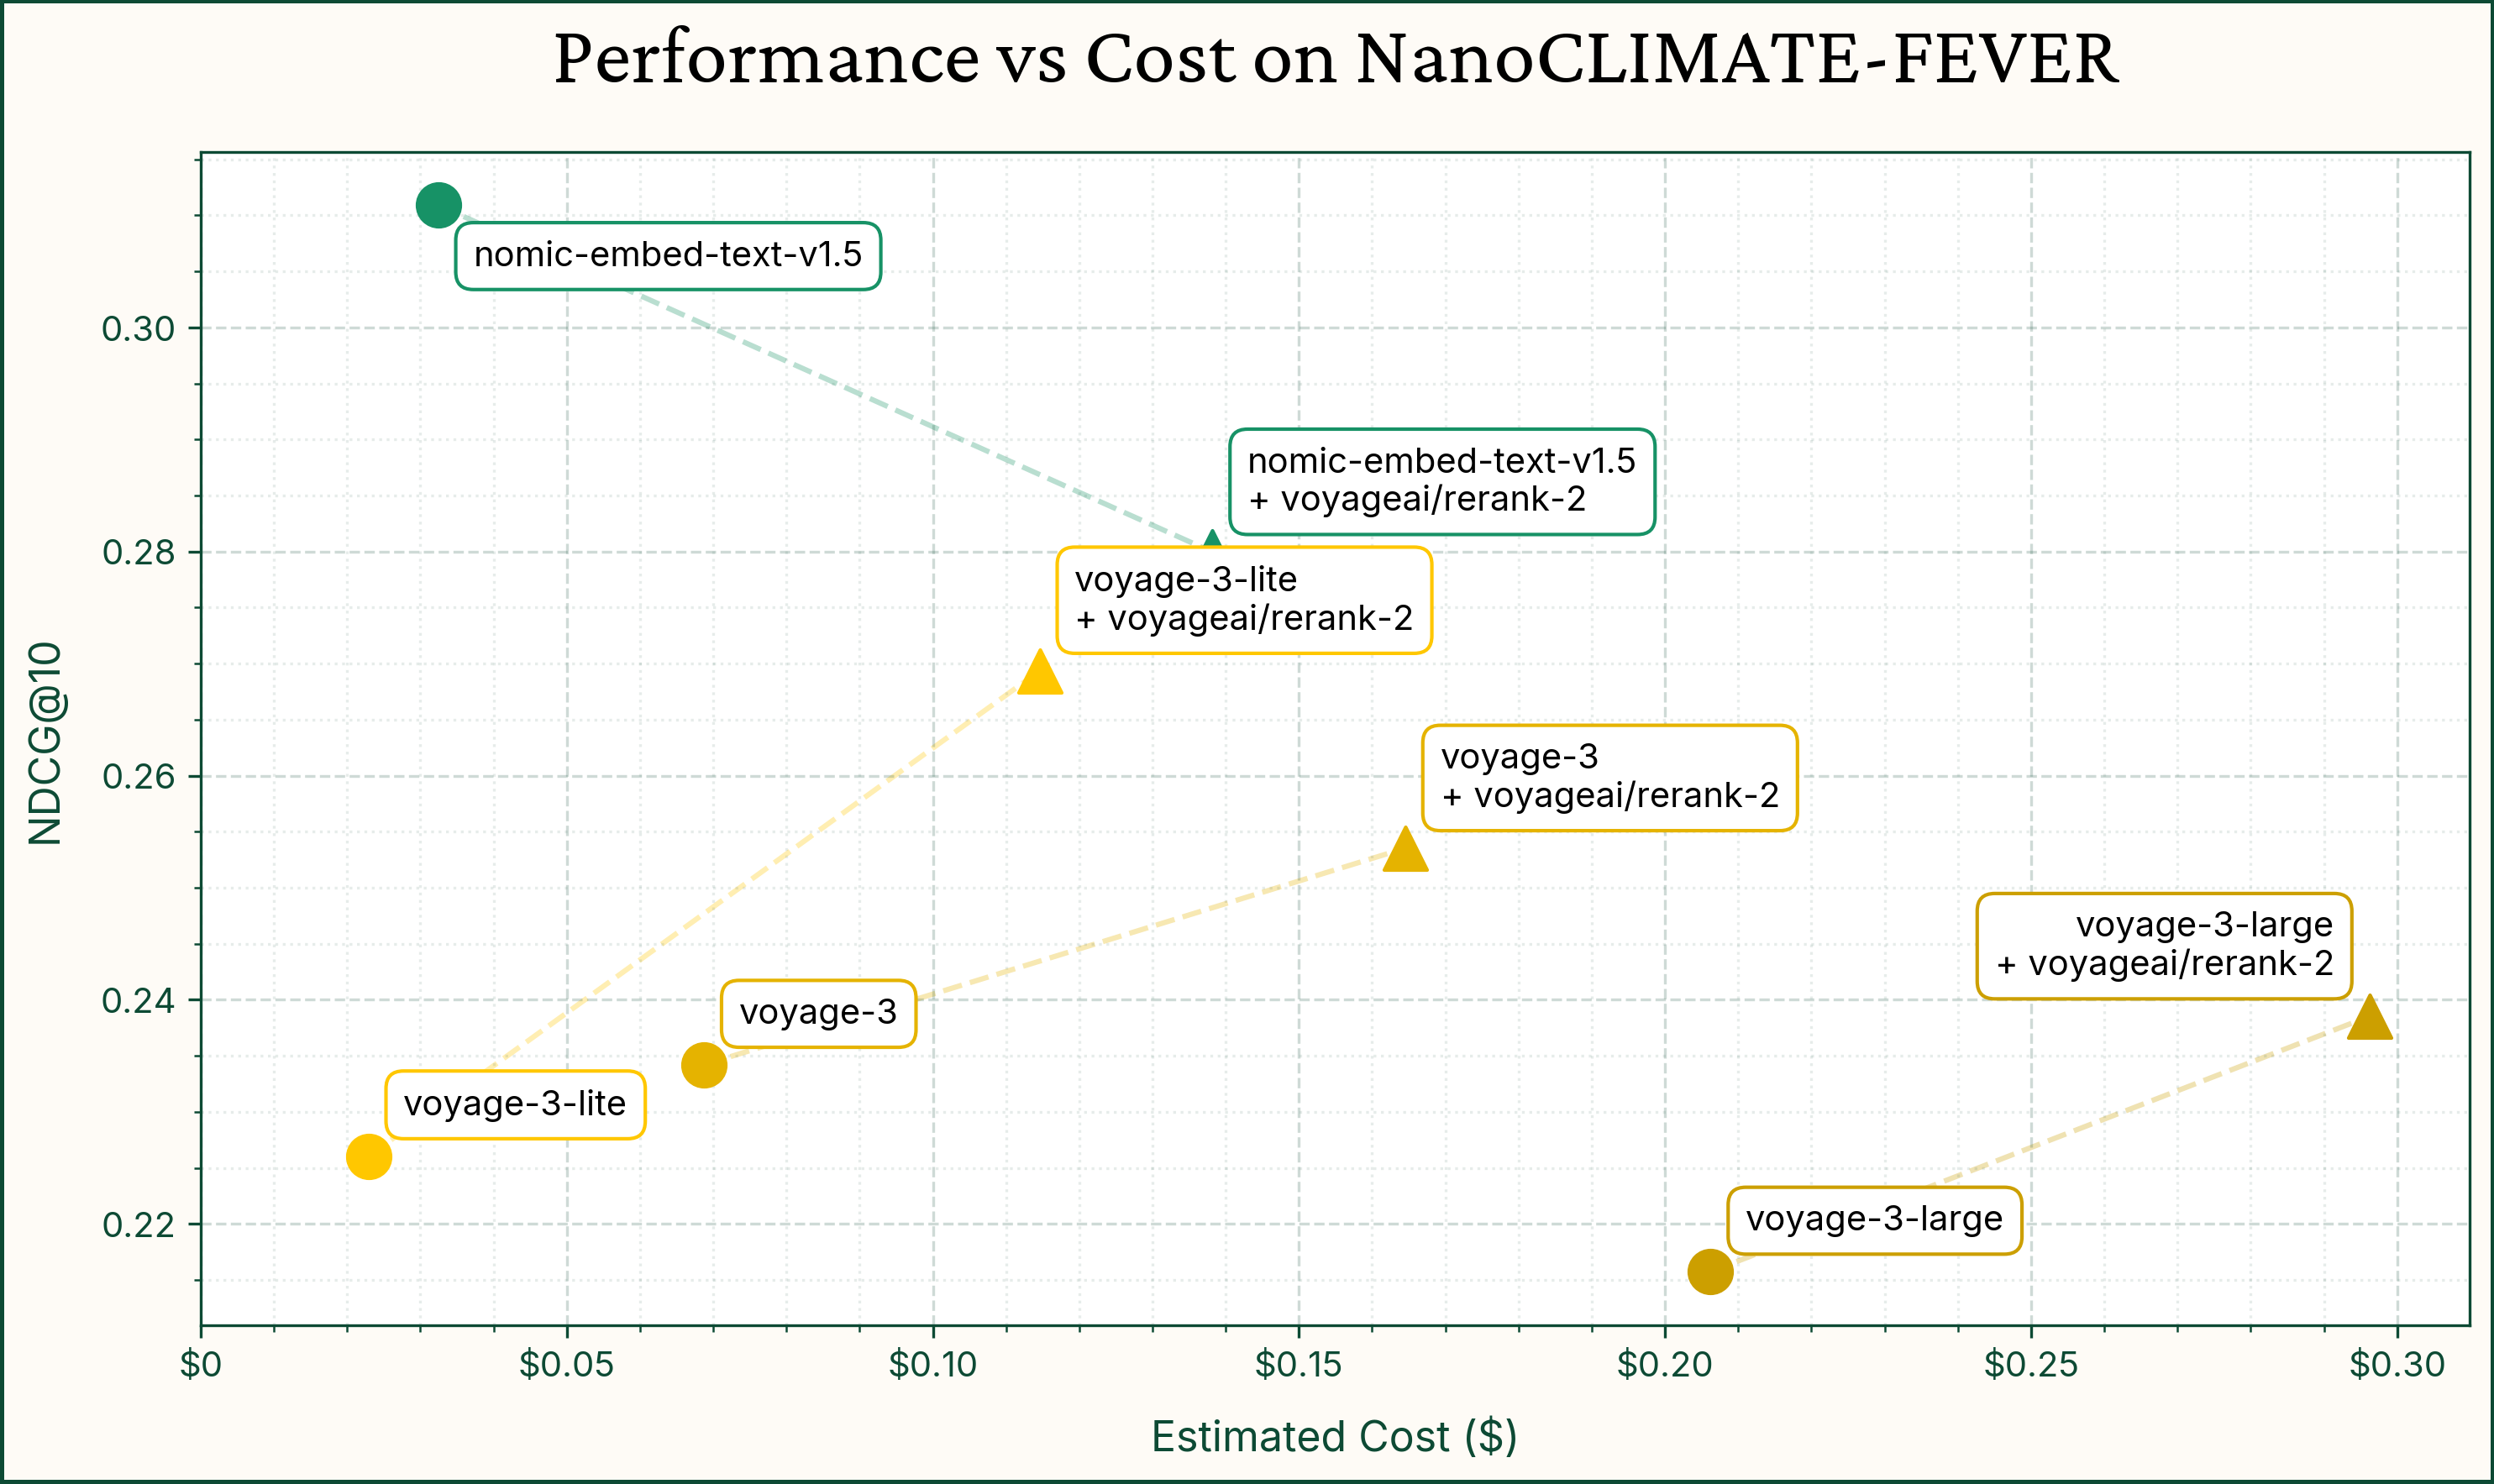 Performance vs Cost on NanoCLIMATE-FEVER
nomic-embed-text-v1.5
0.30
nomic-embed-text-v1.5
+ voyageai/rerank-2
0.28
voyage-3-lite
+ voyageai/rerank-2
voyage-3
+ voyageai/rerank-2
0.26
NDCG@10
voyage-3-large
+ voyageai/rerank-2
0.24
voyage-3
voyage-3-lite
voyage-3-large
0.22
$0 $0.05 $0.10 $0.15 $0.20 $0.25 $0.30
Estimated Cost ($)